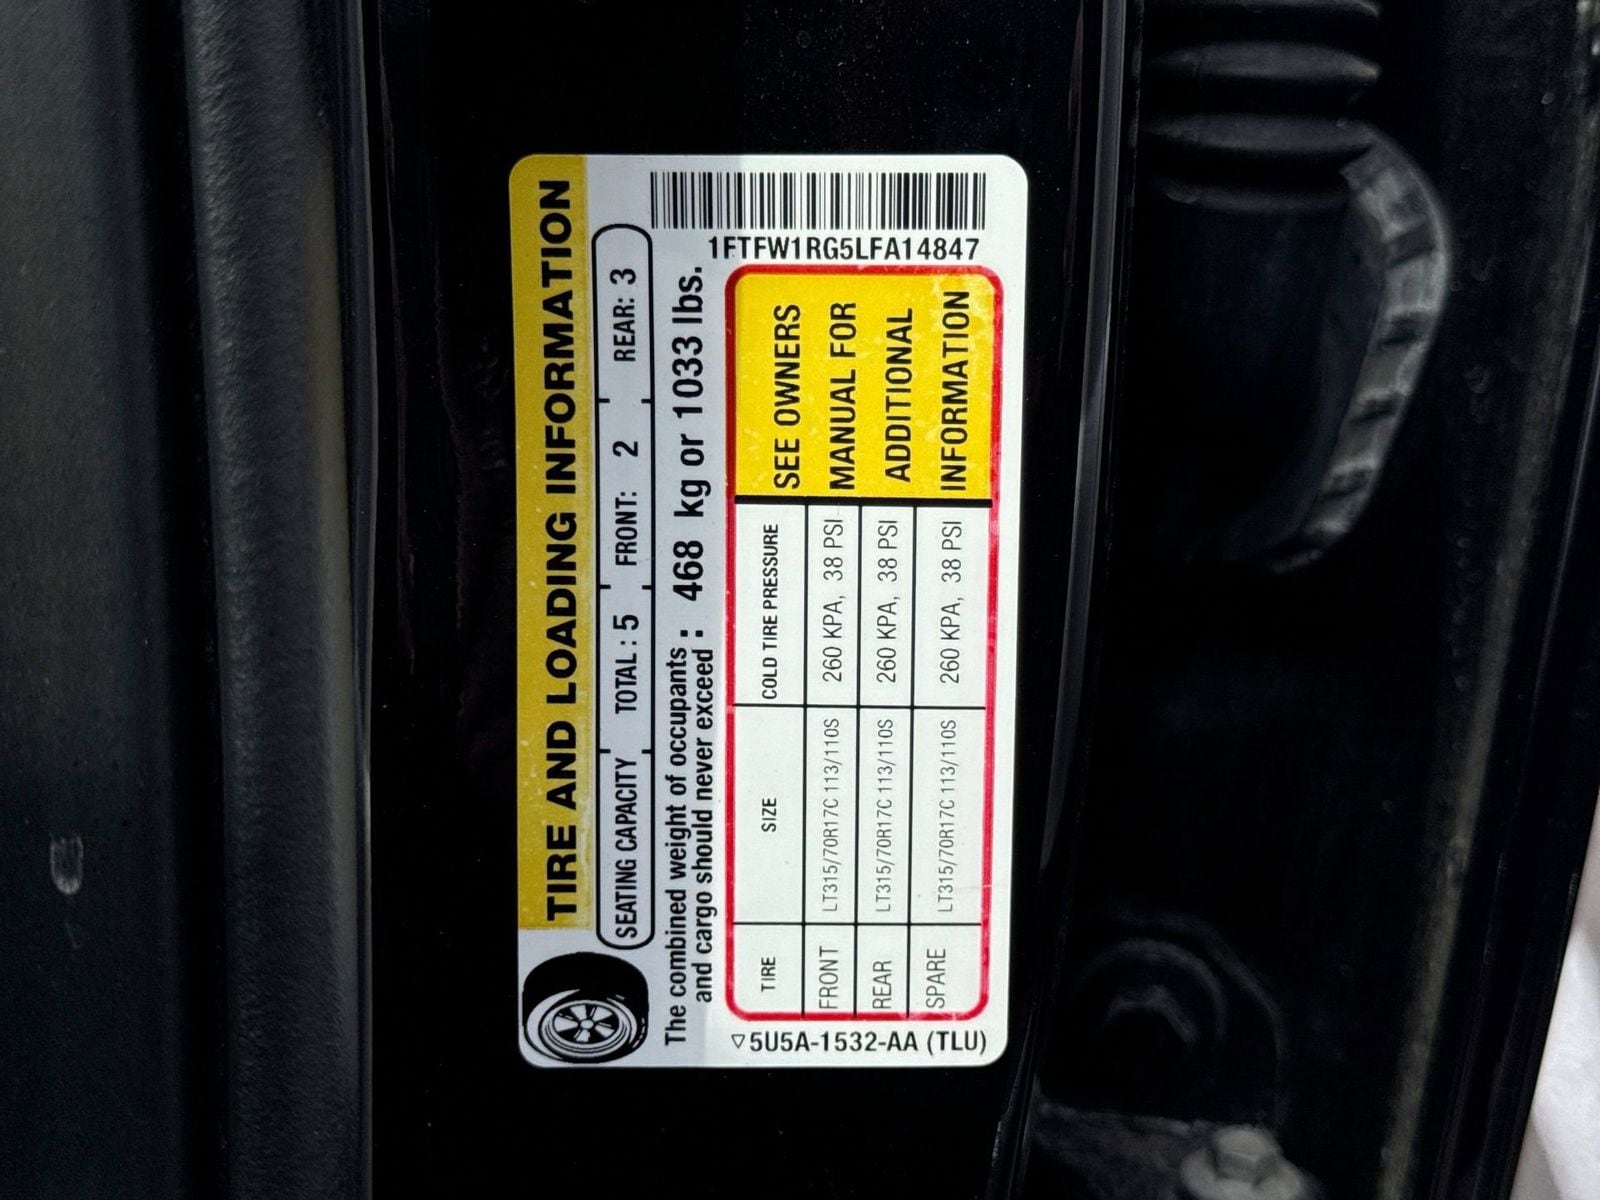 TIRE AND LOADING INFORMATION
SEATING CAPACITY TOTAL : 5 FRONT: 2 REAR: 3
The combined weight of occupants
and cargo should never exceed : 468 kg or 1033 lbs.
1FTFW1RG5LFA14847
TIRE SIZE COLD TIRE PRESSURE
FRONT LT315/70R17C 113/110S 260 KPA, 38 PSI
REAR LT315/70R17C 113/110S 260 KPA, 38 PSI
SPARE LT315/70R17C 113/110S 260 KPA, 38 PSI
SEE OWNERS
MANUAL FOR
ADDITIONAL
INFORMATION
5U5A-1532-AA (TLU)